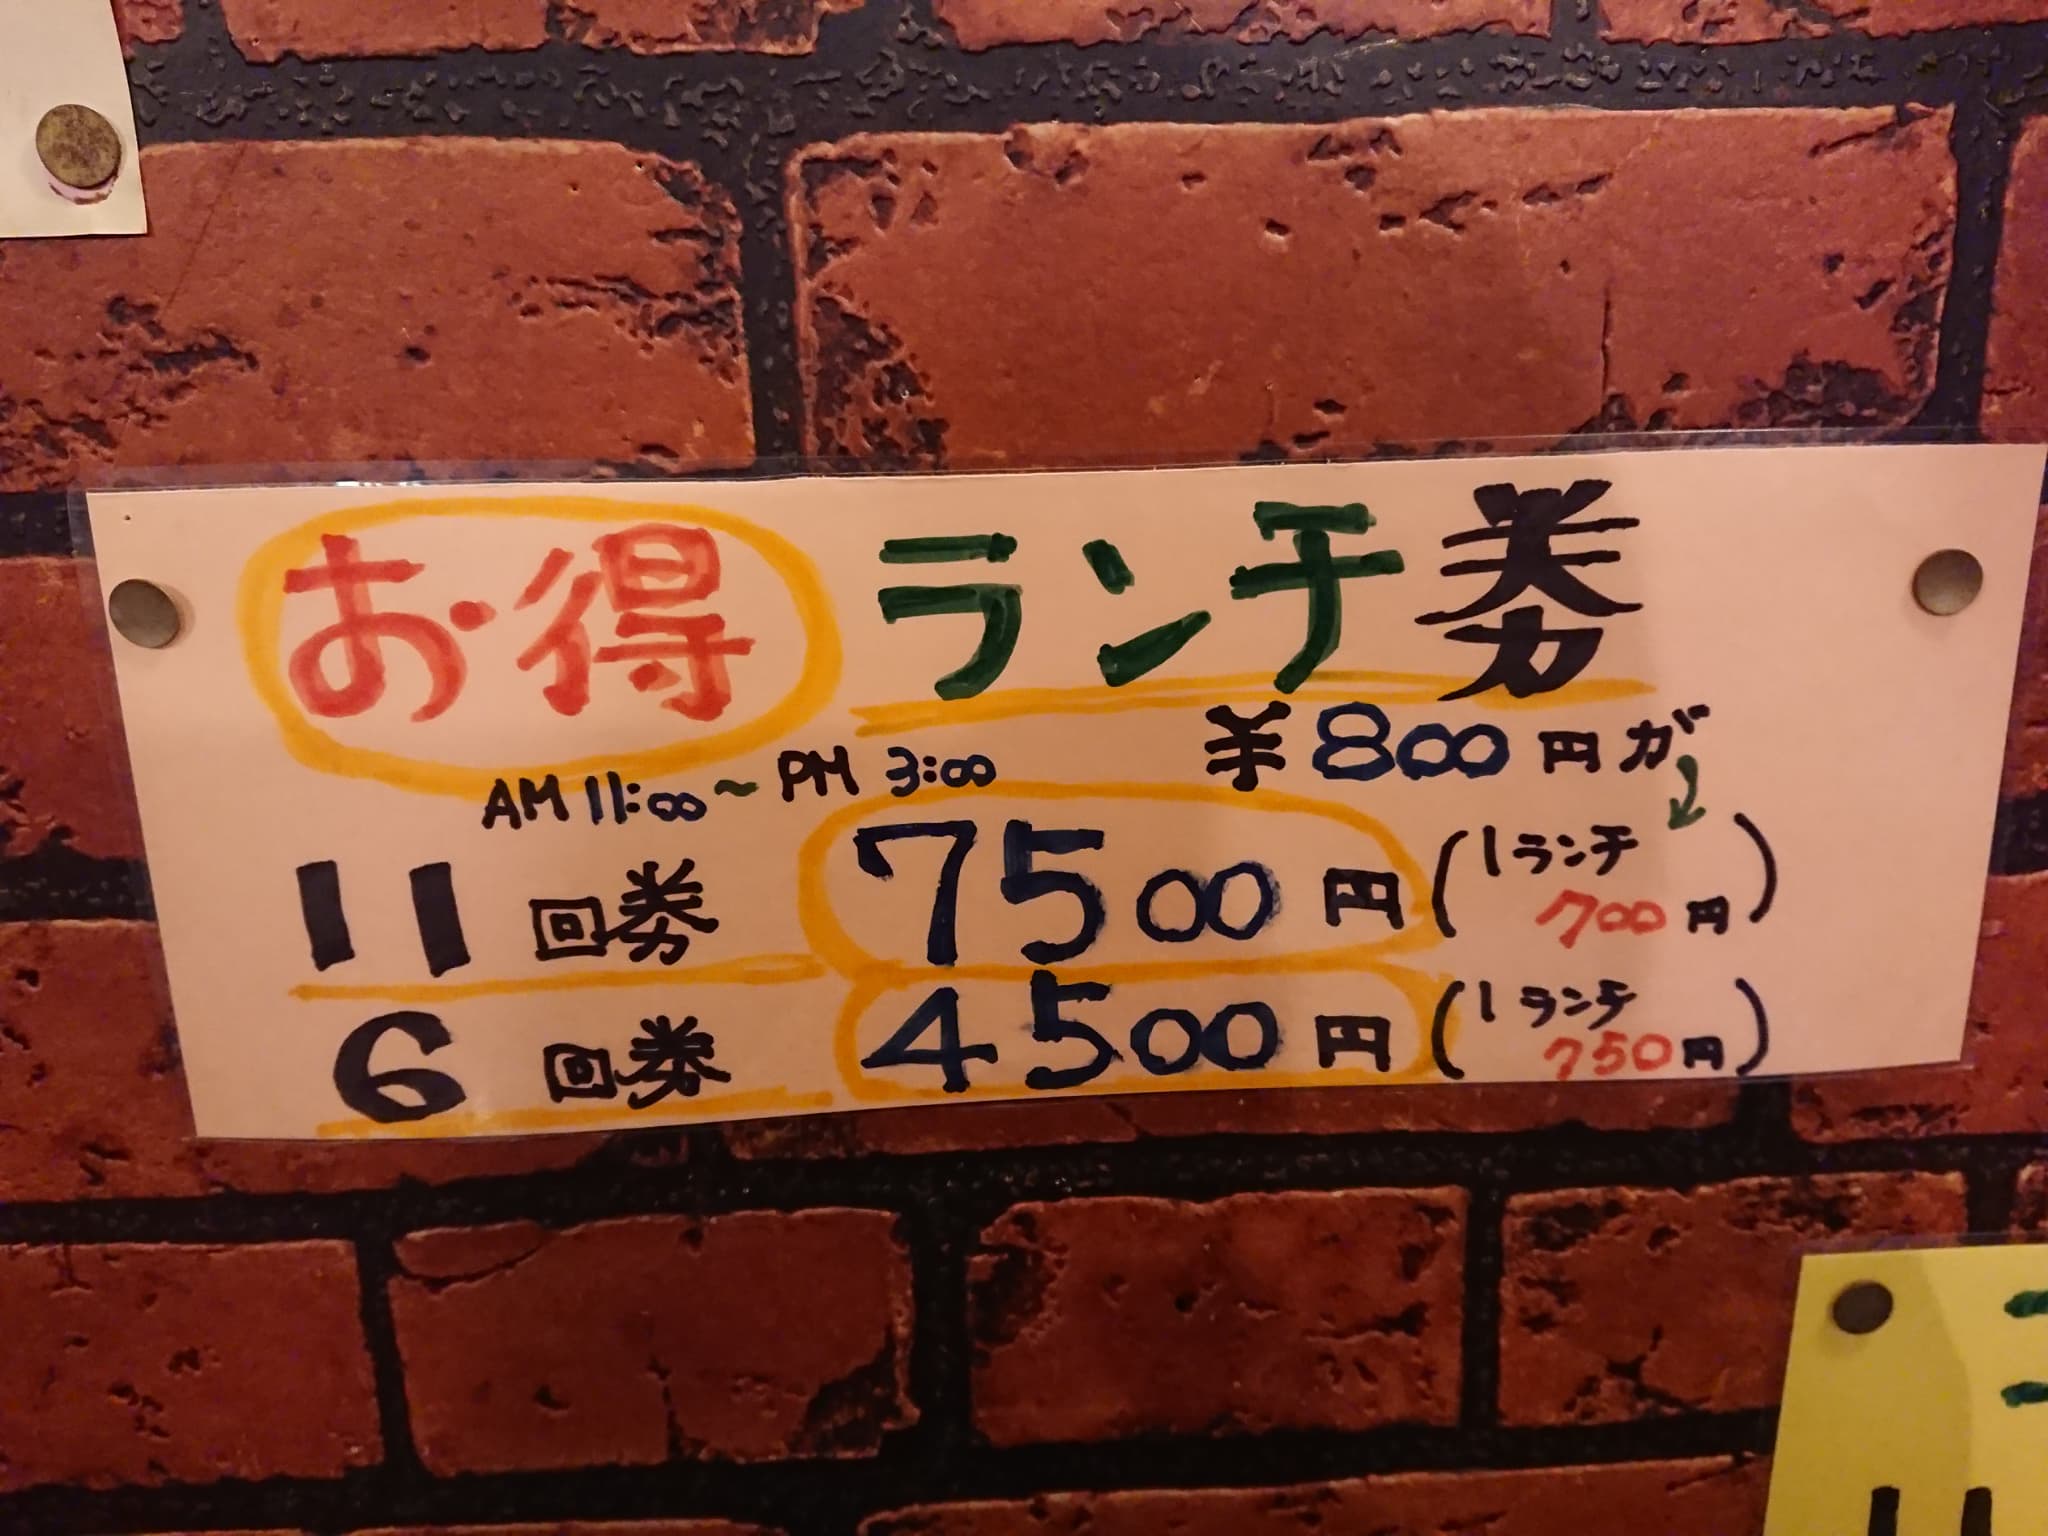 お得 ランチ券
¥800円が
AM 11:00~PM 3:00
11回券 7500円 (1ランチ 700円)
6回券 4500円 (1ランチ 750円)